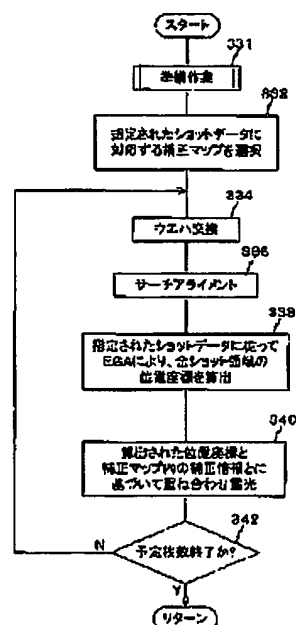 スタート
331
準備作業
332
指定されたショットデータに
対応する補正マップを選択
334
ウエハ交換
336
サーチアライメント
338
指定されたショットデータに従って
EGAにより、全ショット領域の
位置座標を算出
340
算出された位置座標と
補正マップ内の補正情報とに
基づいて重ね合わせ露光
342
予定枚数終了か?
N
Y
リターン